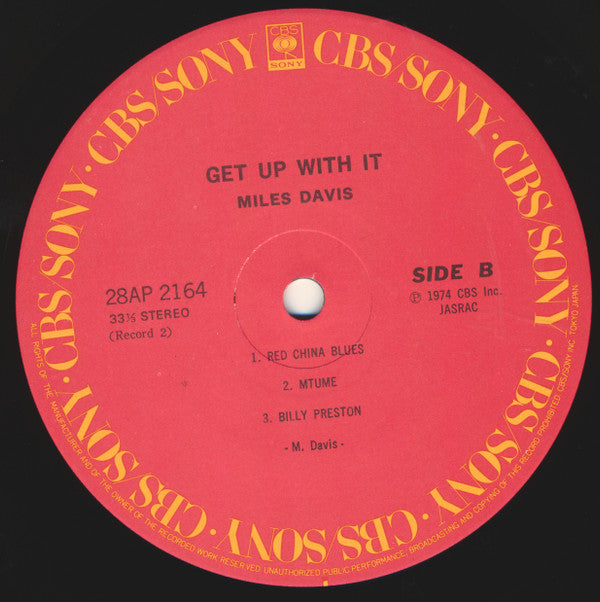 CBS
SONY
CBS/SONY · CBS/SONY · CBS/SONY · CBS/SONY · CBS/SONY · CBS/SONY · CBS/SONY · CBS/SONY
GET UP WITH IT
MILES DAVIS
28AP 2164
33⅓ STEREO
(Record 2)
SIDE B
Ⓟ 1974 CBS Inc.
JASRAC
1. RED CHINA BLUES
2. MTUME
3. BILLY PRESTON
- M. Davis -
ALL RIGHTS OF THE MANUFACTURER AND OF THE OWNER OF THE RECORDED WORK RESERVED. UNAUTHORIZED PUBLIC PERFORMANCE, BROADCASTING AND COPYING OF THIS RECORD PROHIBITED. CBS/SONY INC. TOKYO JAPAN.